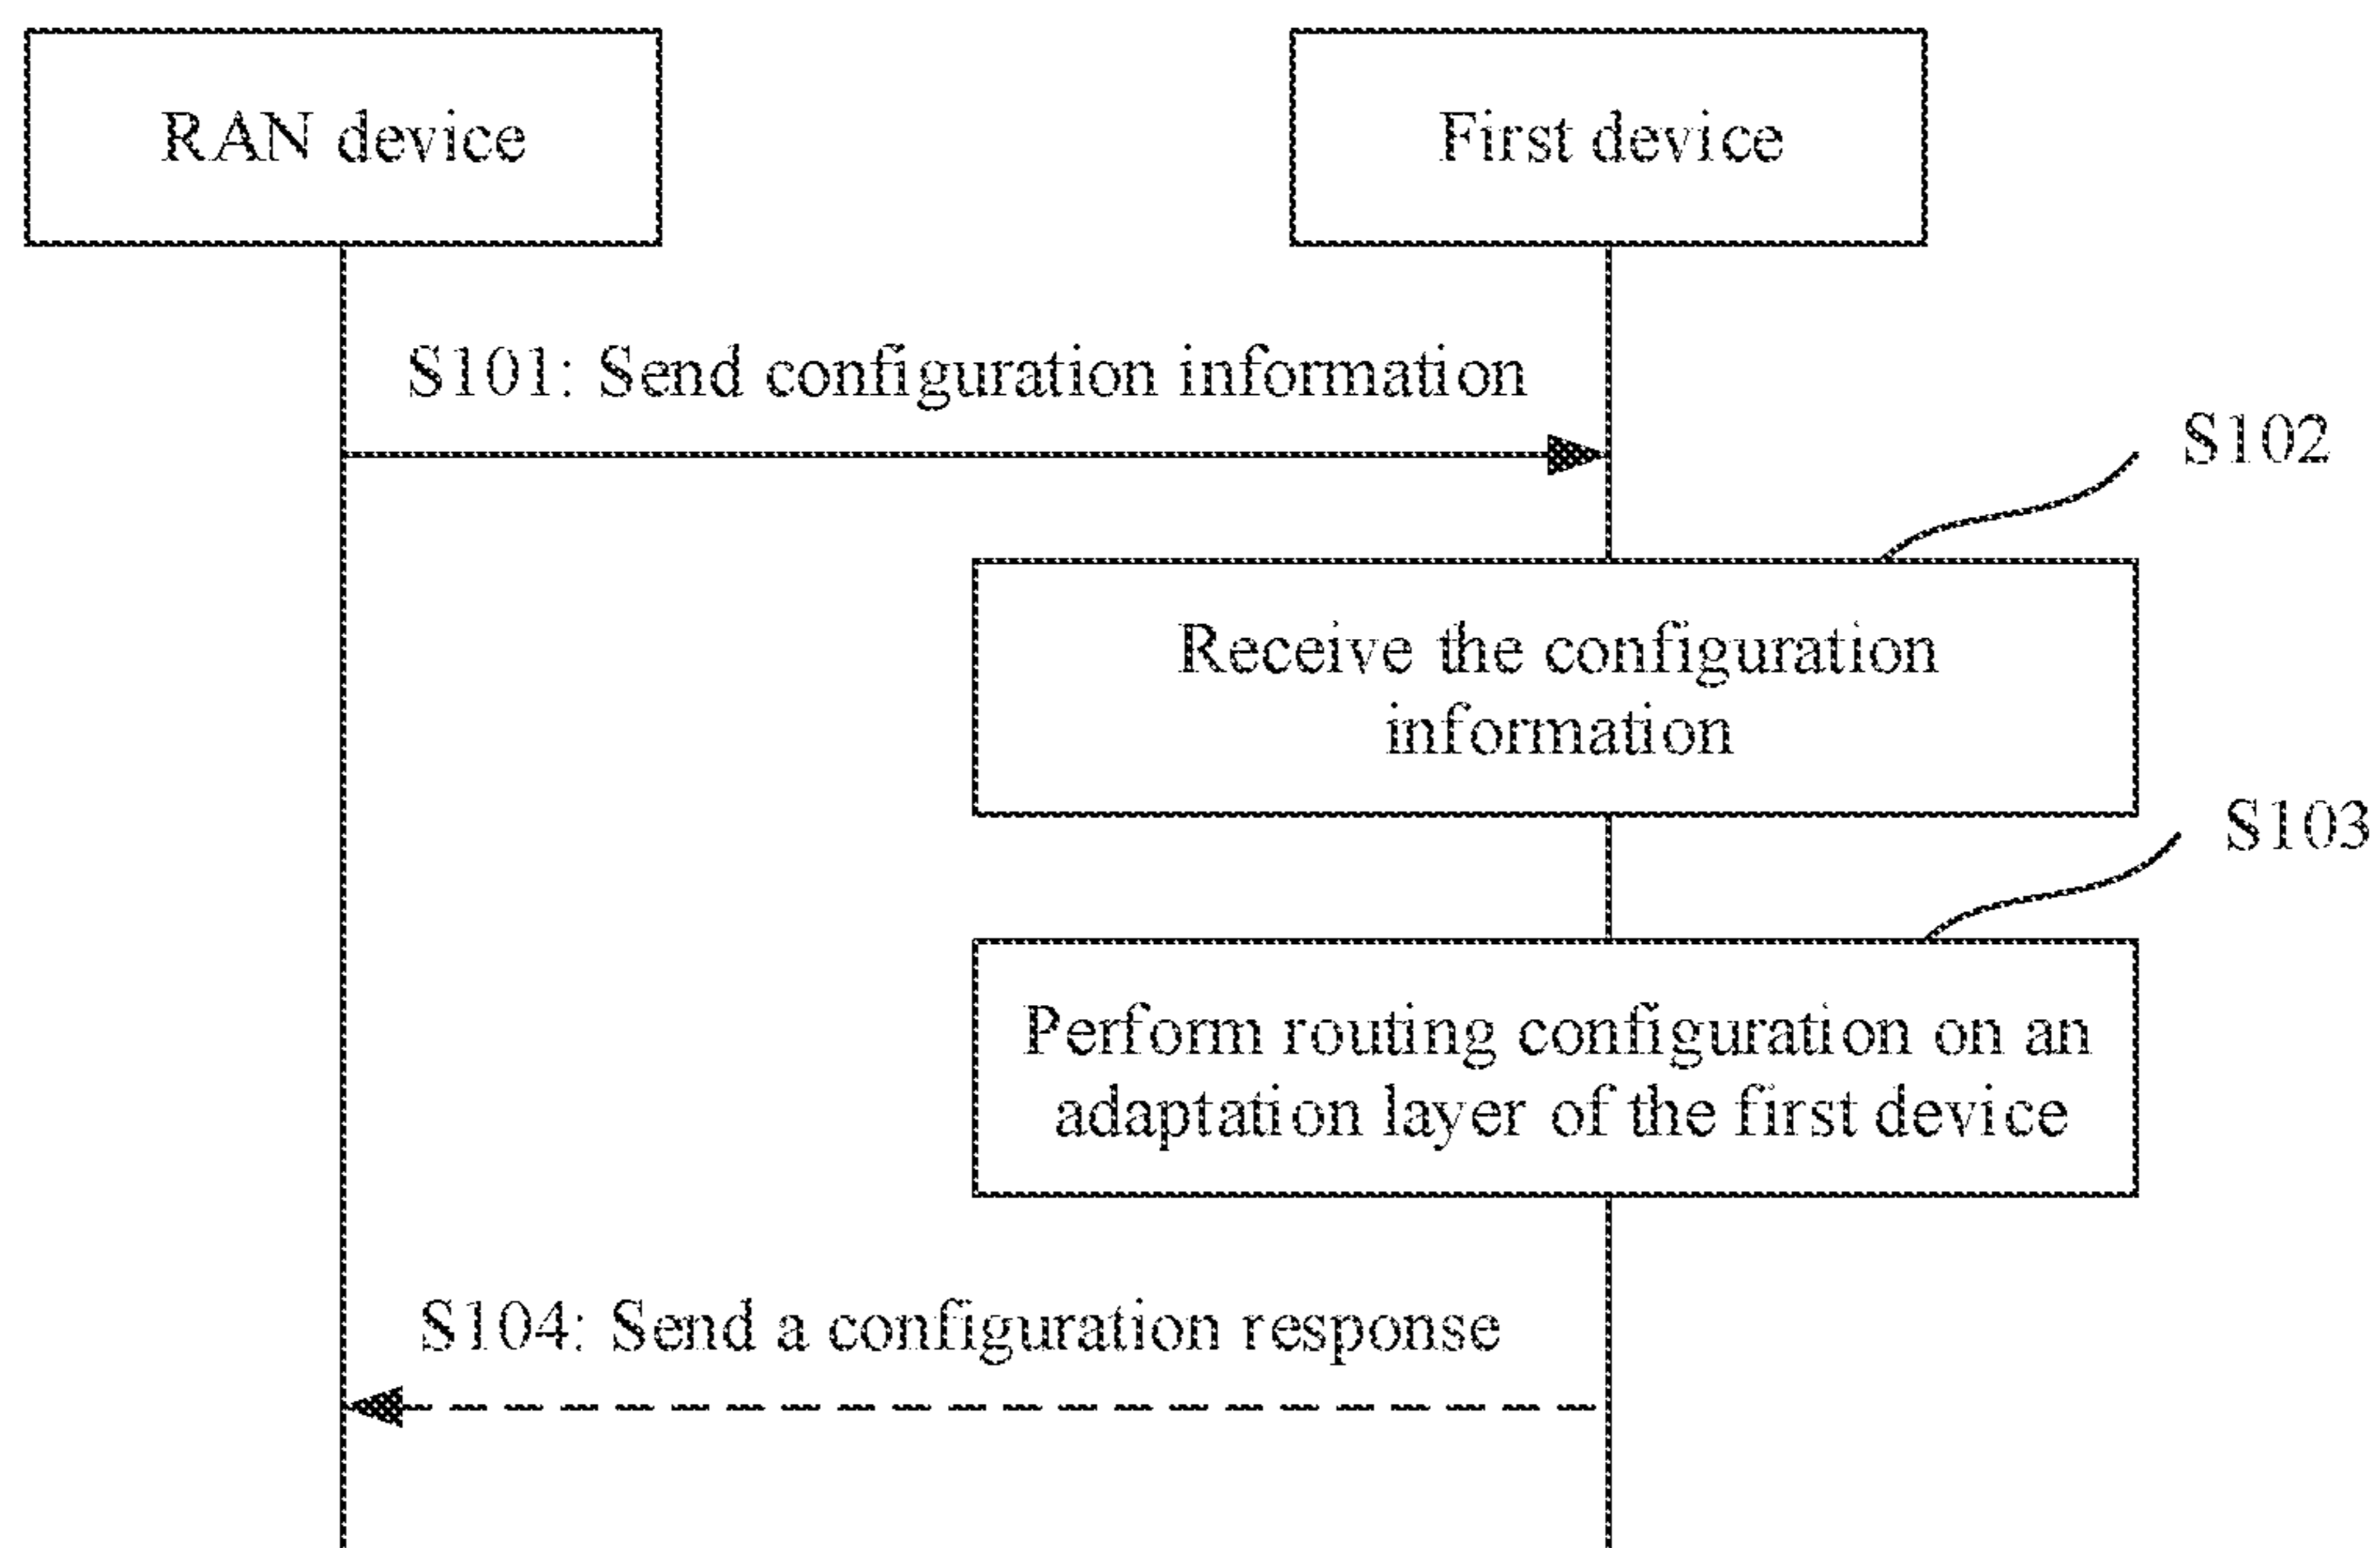 RAN device
First device
S101: Send configuration information
S102
Receive the configuration
information
S103
Perform routing configuration on an
adaptation layer of the first device
S104: Send a configuration response